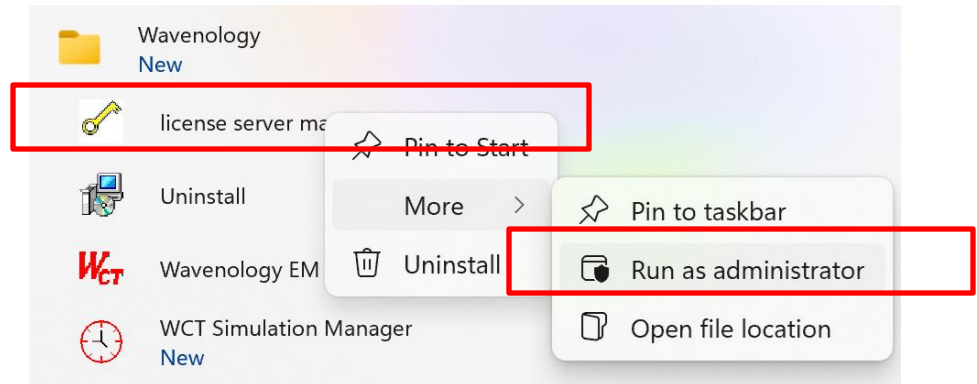 Wavenology
New
license server ma
Pin to Start
Uninstall
More
Pin to taskbar
Wavenology EM
Uninstall
Run as administrator
WCT Simulation Manager
New
Open file location
WCT